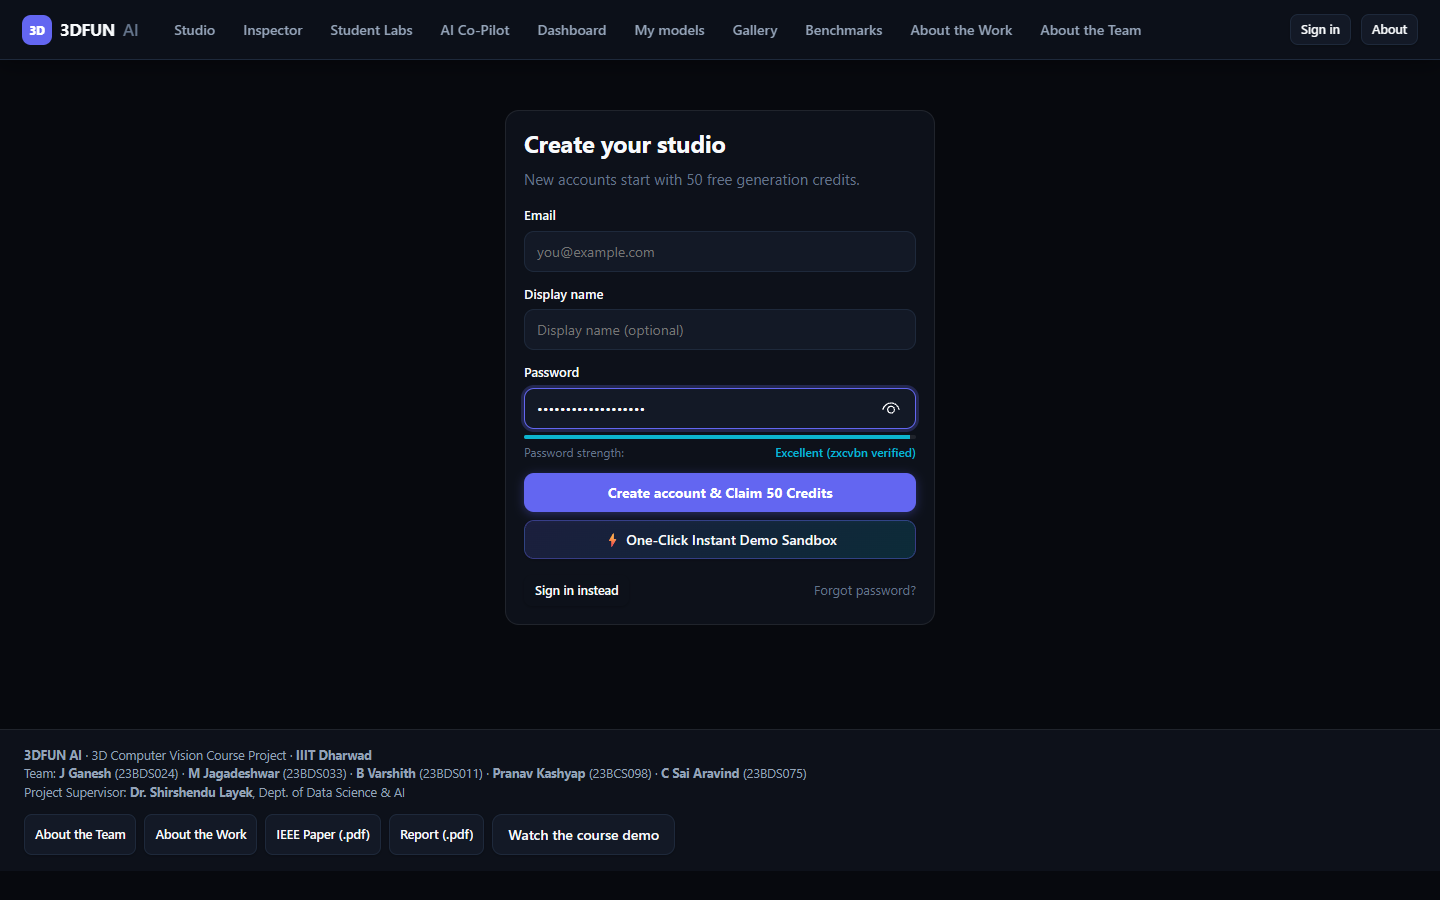 3D 3DFUN AI Studio Inspector Student Labs AI Co-Pilot Dashboard My models Gallery Benchmarks About the Work About the Team Sign in About
Create your studio
New accounts start with 50 free generation credits.
Email
you@example.com
Display name
Display name (optional)
Password
•••••••••••••••••••
Password strength: Excellent (zxcvbn verified)
Create account & Claim 50 Credits
One-Click Instant Demo Sandbox
Sign in instead Forgot password?
3DFUN AI · 3D Computer Vision Course Project · IIIT Dharwad
Team: J Ganesh (23BDS024) · M Jagadeshwar (23BDS033) · B Varshith (23BDS011) · Pranav Kashyap (23BCS098) · C Sai Aravind (23BDS075)
Project Supervisor: Dr. Shirshendu Layek, Dept. of Data Science & AI
About the Team About the Work IEEE Paper (.pdf) Report (.pdf) Watch the course demo